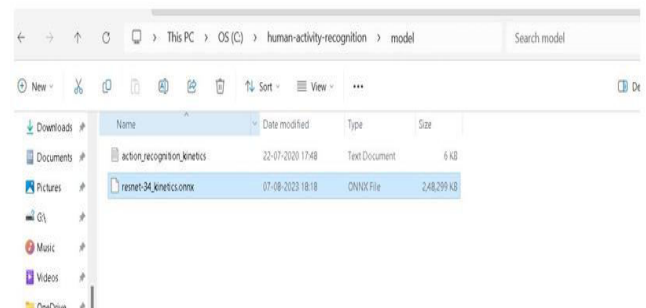 This PC > OS (C:) > human-activity-recognition > model
Search model
New
Sort
View
...
Downloads
Documents
Pictures
G:\
Music
Videos
OneDrive
Name Date modified Type Size
action_recognition_kinetics 22-07-2020 17:48 Text Document 6 KB
resnet-34_kinetics.onnx 07-08-2023 18:18 ONNX File 2,48,299 KB